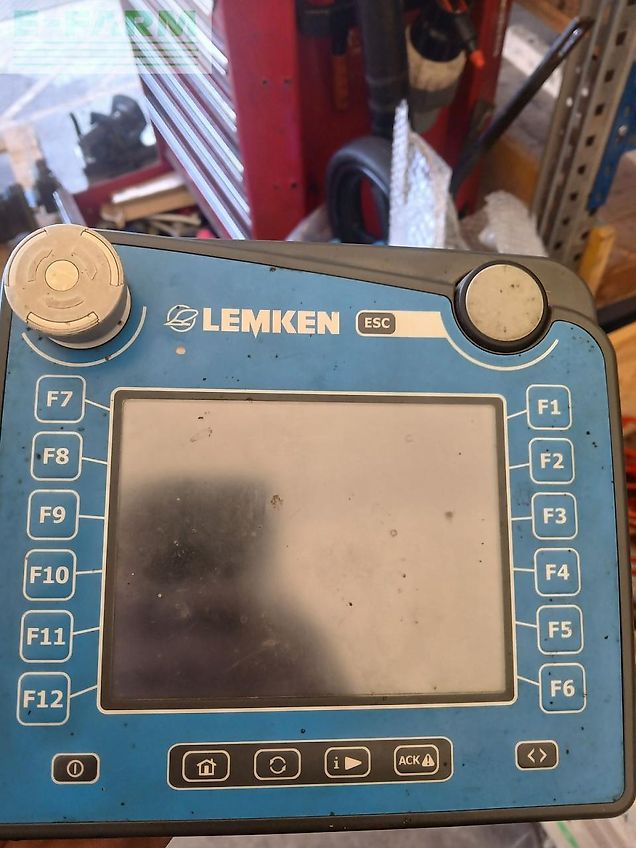 E-FARM
LEMKEN
ESC
F7
F1
F8
F2
F9
F3
F10
F4
F11
F5
F12
F6
i
ACK
< >